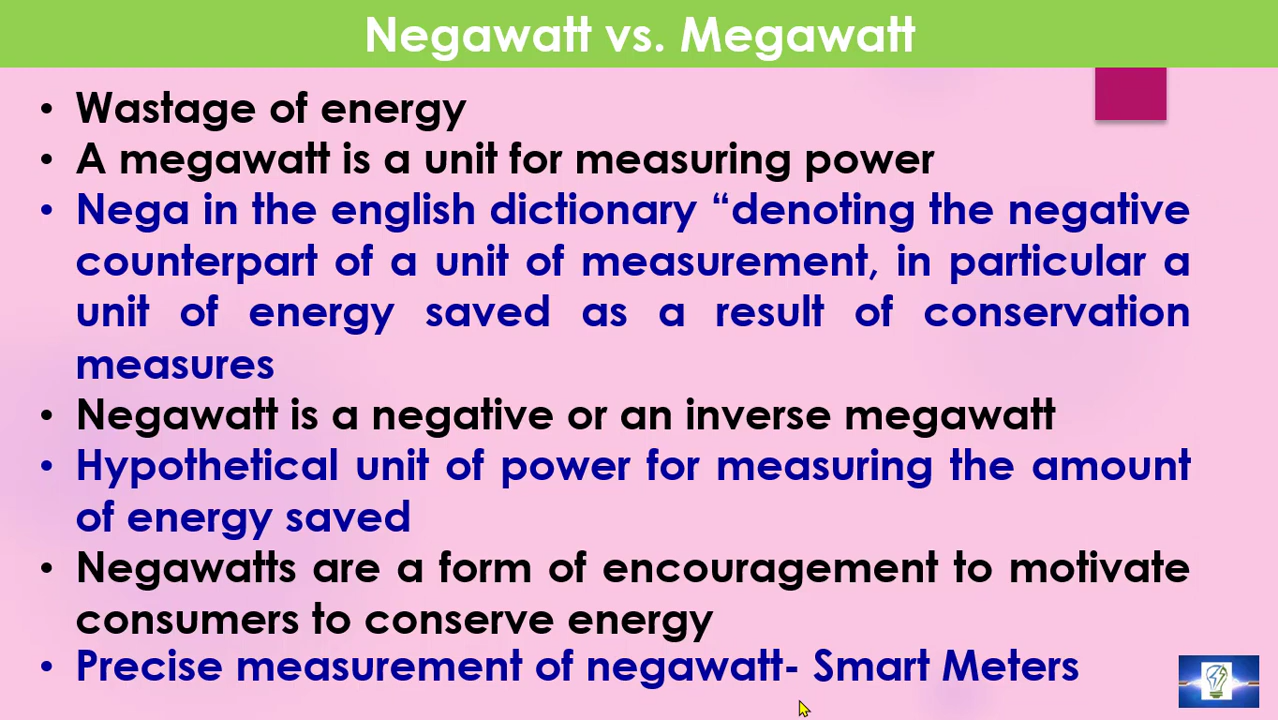 Negawatt vs. Megawatt
• Wastage of energy
• A megawatt is a unit for measuring power
• Nega in the english dictionary “denoting the negative
counterpart of a unit of measurement, in particular a
unit of energy saved as a result of conservation
measures
• Negawatt is a negative or an inverse megawatt
• Hypothetical unit of power for measuring the amount
of energy saved
• Negawatts are a form of encouragement to motivate
consumers to conserve energy
• Precise measurement of negawatt- Smart Meters